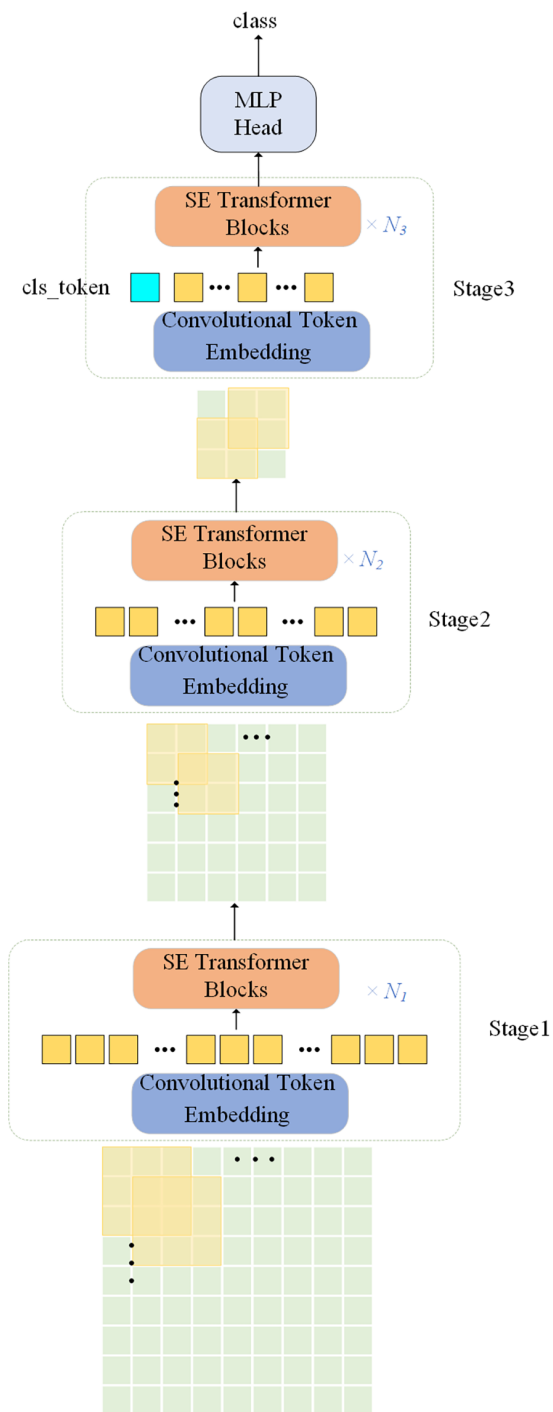 class
MLP
Head
SE Transformer
Blocks
× N3
cls_token
Stage3
Convolutional Token
Embedding
SE Transformer
Blocks
× N2
Stage2
Convolutional Token
Embedding
SE Transformer
Blocks
× N1
Stage1
Convolutional Token
Embedding